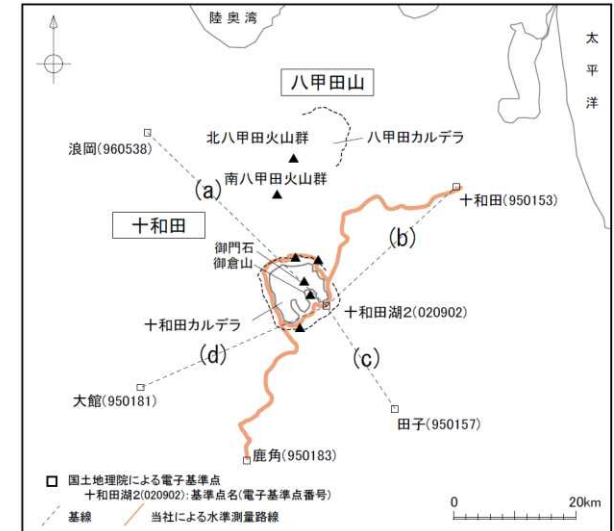 陸奥湾
太平洋
八甲田山
北八甲田火山群
八甲田カルデラ
浪岡(960538)
南八甲田火山群
(a)
十和田(950153)
十和田
(b)
御門石
御倉山
十和田カルデラ
十和田湖2(020902)
(d)
(c)
大館(950181)
田子(950157)
鹿角(950183)
国土地理院による電子基準点
十和田湖2(020902):基準点名(電子基準点番号)
基線
当社による水準測量路線
0
20km